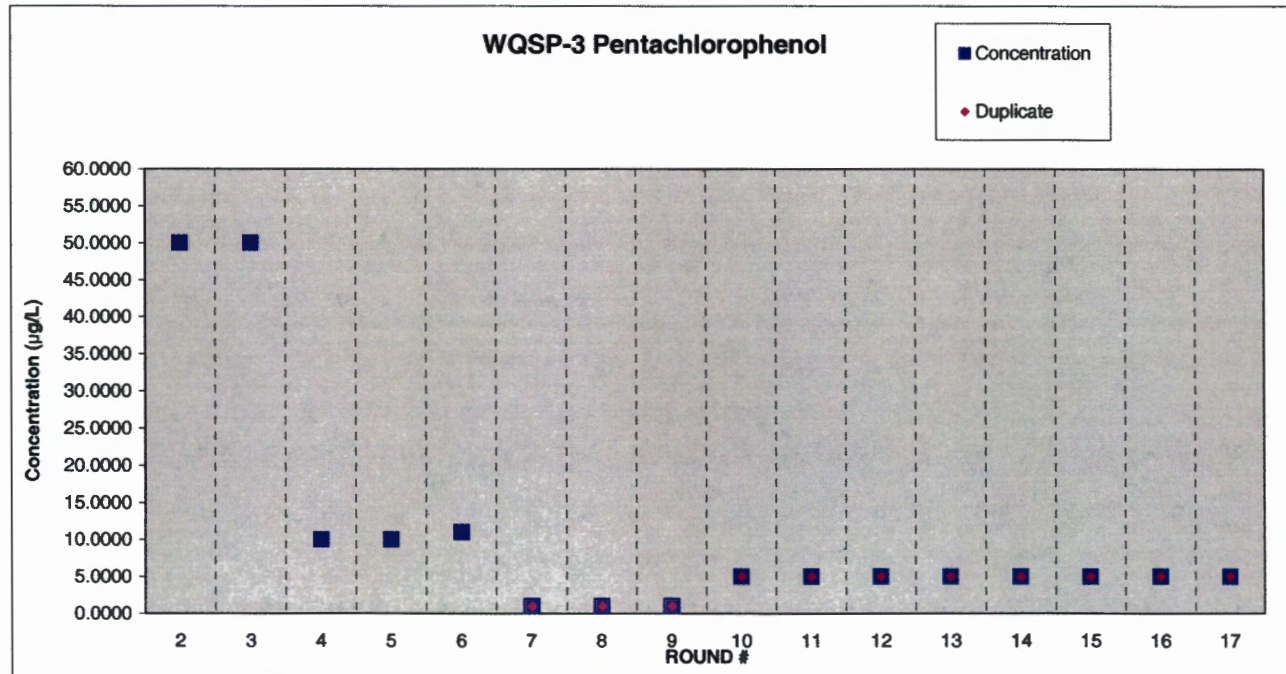 WQSP-3 Pentachlorophenol
Concentration
Duplicate
Concentration (µg/L)
60.0000
55.0000
50.0000
45.0000
40.0000
35.0000
30.0000
25.0000
20.0000
15.0000
10.0000
5.0000
0.0000
2 3 4 5 6 7 8 9 10 11 12 13 14 15 16 17
ROUND #